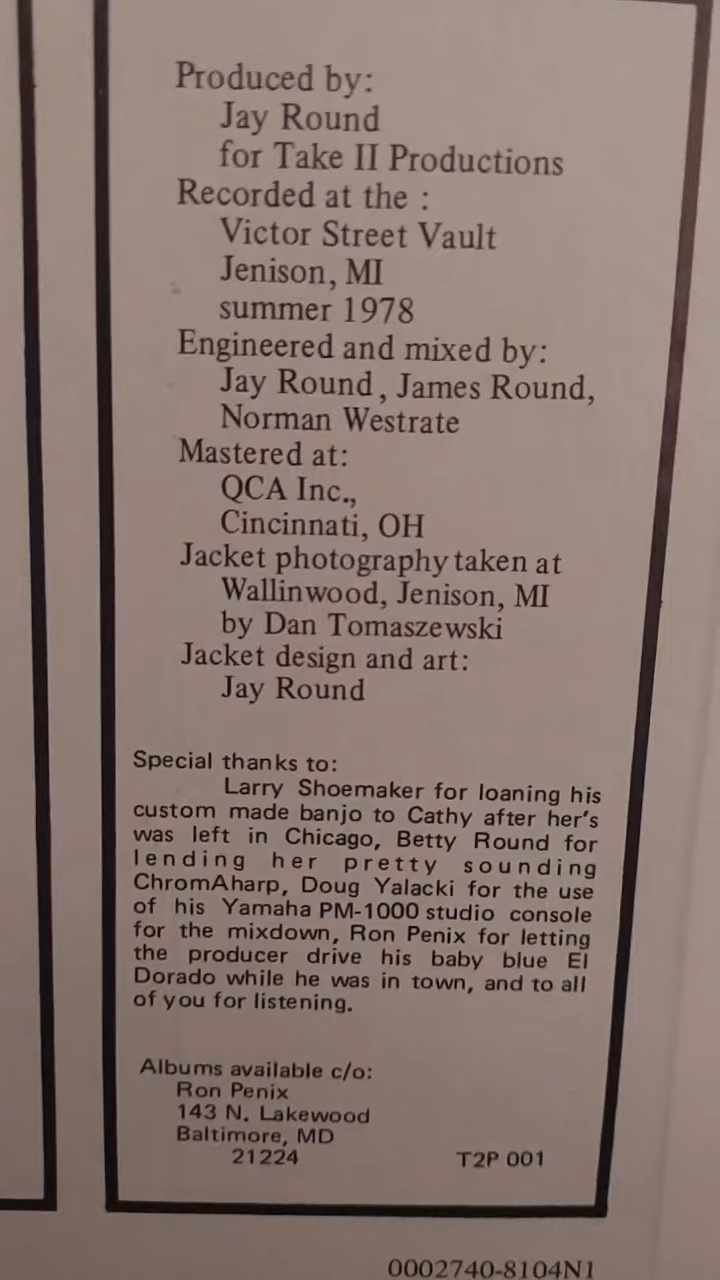 Produced by:
Jay Round
for Take II Productions
Recorded at the :
Victor Street Vault
Jenison, MI
summer 1978
Engineered and mixed by:
Jay Round, James Round,
Norman Westrate
Mastered at:
QCA Inc.,
Cincinnati, OH
Jacket photography taken at
Wallinwood, Jenison, MI
by Dan Tomaszewski
Jacket design and art:
Jay Round
Special thanks to:
Larry Shoemaker for loaning his
custom made banjo to Cathy after her's
was left in Chicago, Betty Round for
lending her pretty sounding
ChromAharp, Doug Yalacki for the use
of his Yamaha PM-1000 studio console
for the mixdown, Ron Penix for letting
the producer drive his baby blue El
Dorado while he was in town, and to all
of you for listening.
Albums available c/o:
Ron Penix
143 N. Lakewood
Baltimore, MD
21224
T2P 001
0002740-8104N1